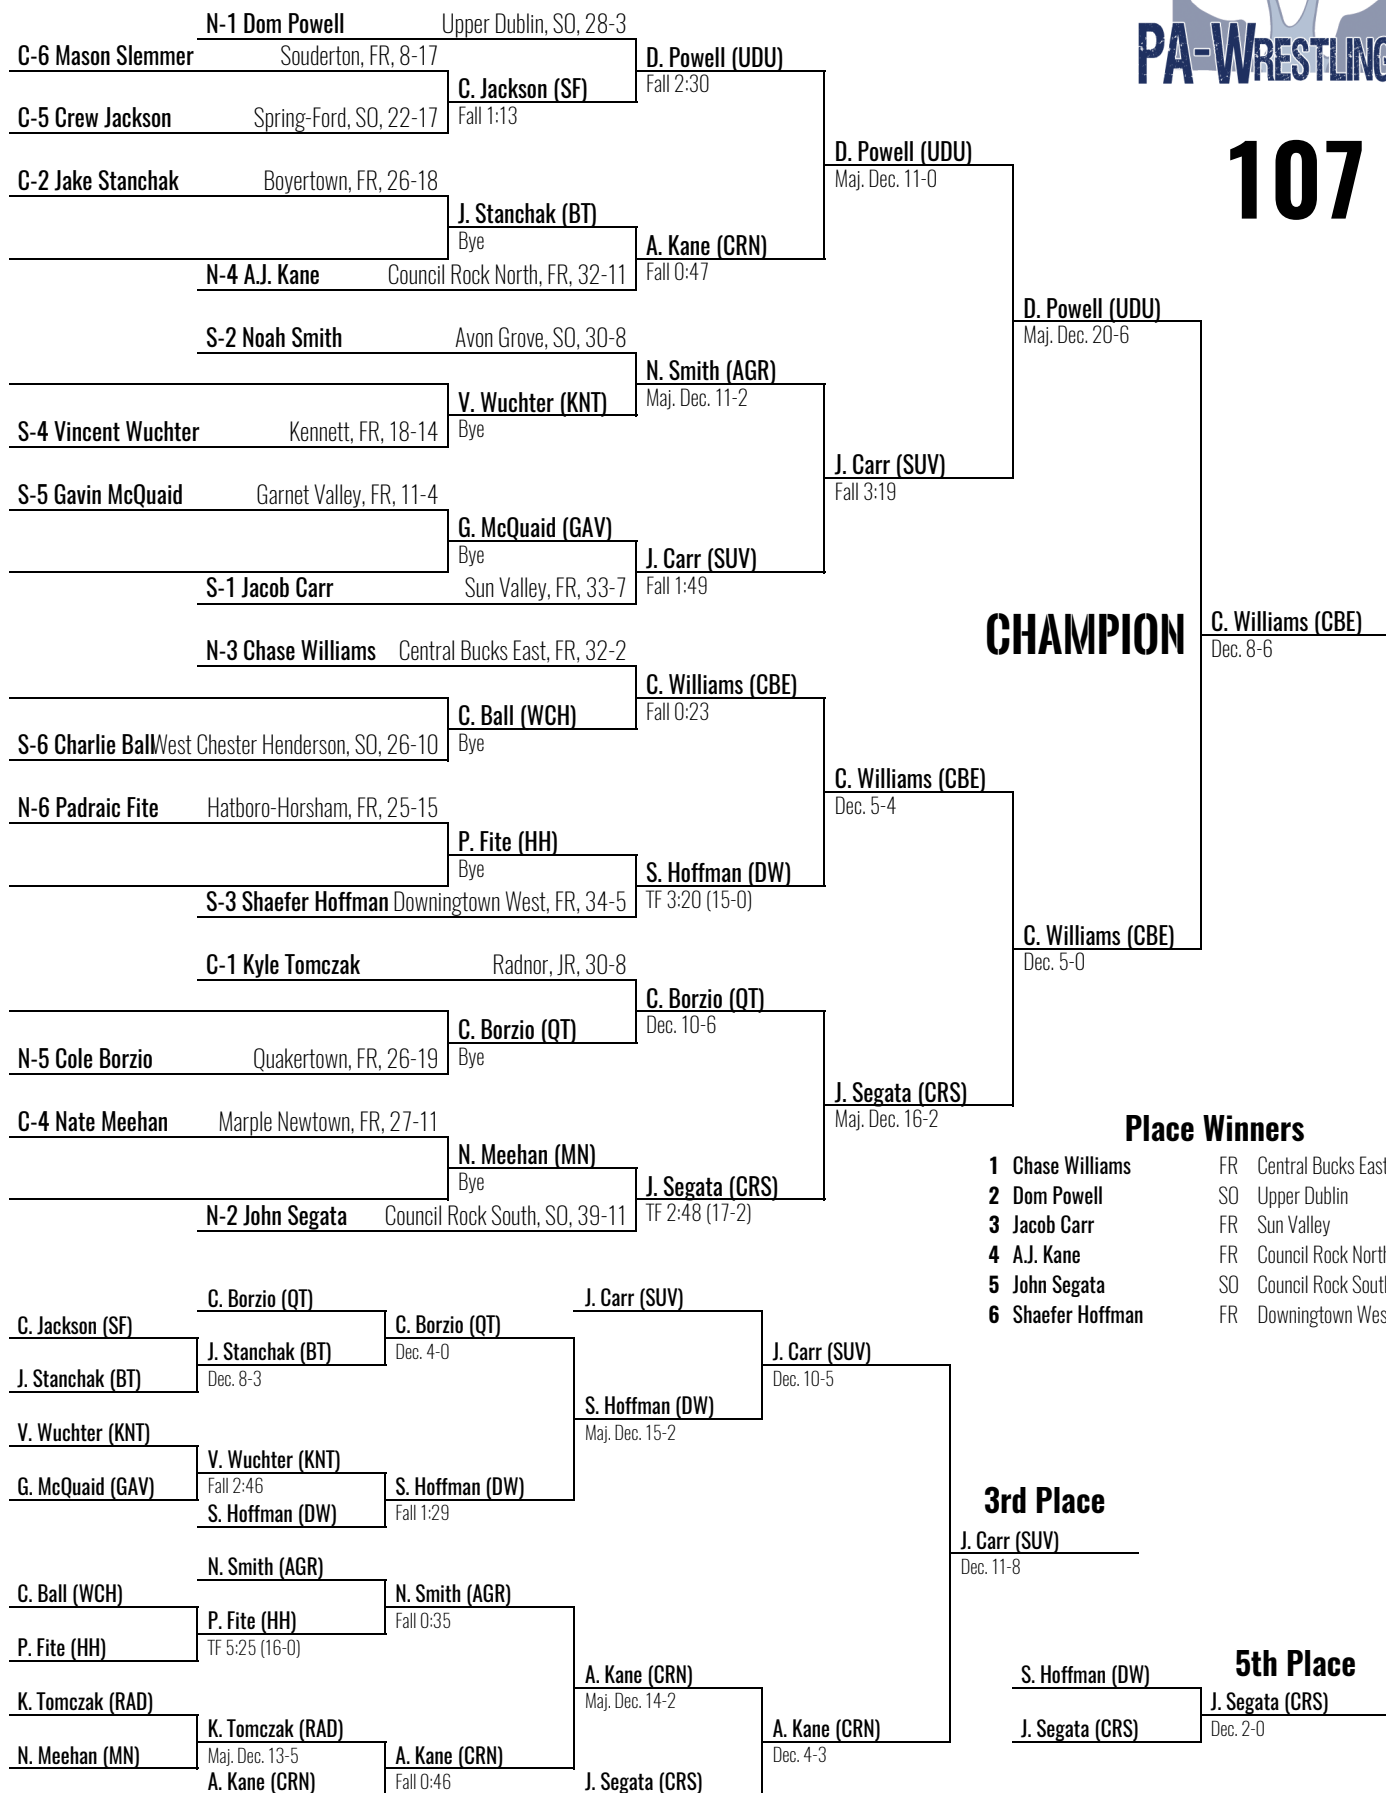 N-1 Dom Powell Upper Dublin, SO, 28-3
C-6 Mason Slemmer Souderton, FR, 8-17
D. Powell (UDU)
Fall 2:30
C. Jackson (SF)
Fall 1:13
C-5 Crew Jackson Spring-Ford, SO, 22-17
PA-WRESTLING
107
D. Powell (UDU)
Maj. Dec. 11-0
C-2 Jake Stanchak Boyertown, FR, 26-18
J. Stanchak (BT)
Bye
A. Kane (CRN)
Fall 0:47
N-4 A.J. Kane Council Rock North, FR, 32-11
D. Powell (UDU)
Maj. Dec. 20-6
S-2 Noah Smith Avon Grove, SO, 30-8
N. Smith (AGR)
Maj. Dec. 11-2
V. Wuchter (KNT)
Bye
S-4 Vincent Wuchter Kennett, FR, 18-14
J. Carr (SUV)
Fall 3:19
S-5 Gavin McQuaid Garnet Valley, FR, 11-4
G. McQuaid (GAV)
Bye
J. Carr (SUV)
Fall 1:49
S-1 Jacob Carr Sun Valley, FR, 33-7
CHAMPION
C. Williams (CBE)
Dec. 8-6
N-3 Chase Williams Central Bucks East, FR, 32-2
C. Williams (CBE)
Fall 0:23
C. Ball (WCH)
Bye
S-6 Charlie Ball West Chester Henderson, SO, 26-10
C. Williams (CBE)
Dec. 5-4
N-6 Padraic Fite Hatboro-Horsham, FR, 25-15
P. Fite (HH)
Bye
S. Hoffman (DW)
TF 3:20 (15-0)
S-3 Shaefer Hoffman Downingtown West, FR, 34-5
C. Williams (CBE)
Dec. 5-0
C-1 Kyle Tomczak Radnor, JR, 30-8
C. Borzio (QT)
Dec. 10-6
C. Borzio (QT)
Bye
N-5 Cole Borzio Quakertown, FR, 26-19
J. Segata (CRS)
Maj. Dec. 16-2
C-4 Nate Meehan Marple Newtown, FR, 27-11
N. Meehan (MN)
Bye
J. Segata (CRS)
TF 2:48 (17-2)
N-2 John Segata Council Rock South, SO, 39-11
Place Winners
1 Chase Williams FR Central Bucks East
2 Dom Powell SO Upper Dublin
3 Jacob Carr FR Sun Valley
4 A.J. Kane FR Council Rock North
5 John Segata SO Council Rock South
6 Shaefer Hoffman FR Downingtown Wes
C. Borzio (QT)
C. Jackson (SF)
C. Borzio (QT)
Dec. 4-0
J. Stanchak (BT)
Dec. 8-3
J. Stanchak (BT)
J. Carr (SUV)
J. Carr (SUV)
Dec. 10-5
S. Hoffman (DW)
Maj. Dec. 15-2
V. Wuchter (KNT)
V. Wuchter (KNT)
Fall 2:46
G. McQuaid (GAV)
S. Hoffman (DW)
Fall 1:29
S. Hoffman (DW)
3rd Place
J. Carr (SUV)
Dec. 11-8
N. Smith (AGR)
C. Ball (WCH)
N. Smith (AGR)
Fall 0:35
P. Fite (HH)
TF 5:25 (16-0)
P. Fite (HH)
A. Kane (CRN)
Maj. Dec. 14-2
K. Tomczak (RAD)
K. Tomczak (RAD)
Maj. Dec. 13-5
N. Meehan (MN)
A. Kane (CRN)
Fall 0:46
A. Kane (CRN)
A. Kane (CRN)
Dec. 4-3
J. Segata (CRS)
5th Place
S. Hoffman (DW)
J. Segata (CRS)
Dec. 2-0
J. Segata (CRS)